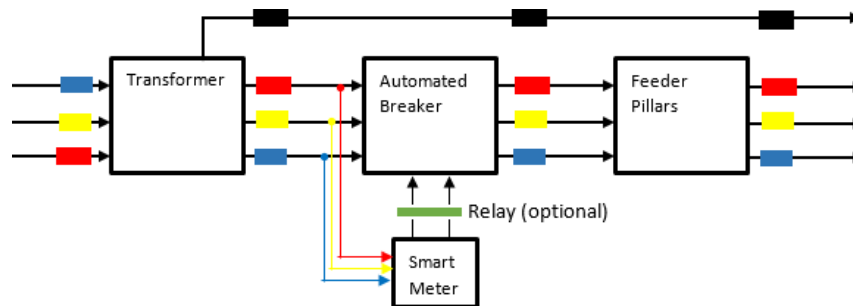 Transformer
Automated
Breaker
Feeder
Pillars
Relay (optional)
Smart
Meter